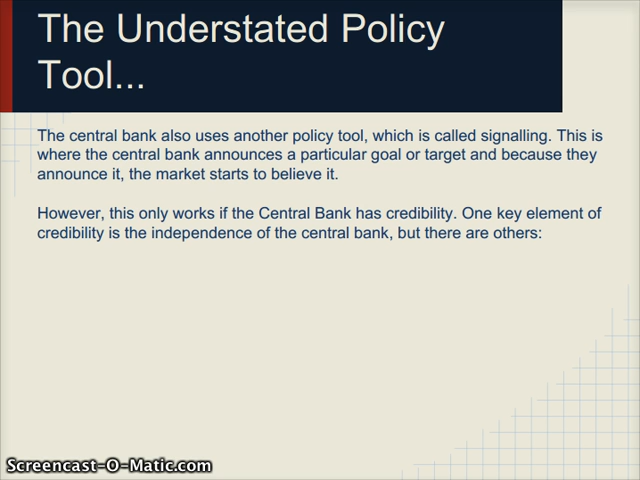 The Understated Policy
Tool...
The central bank also uses another policy tool, which is called signalling. This is
where the central bank announces a particular goal or target and because they
announce it, the market starts to believe it.
However, this only works if the Central Bank has credibility. One key element of
credibility is the independence of the central bank, but there are others:
Screencast-O-Matic.com